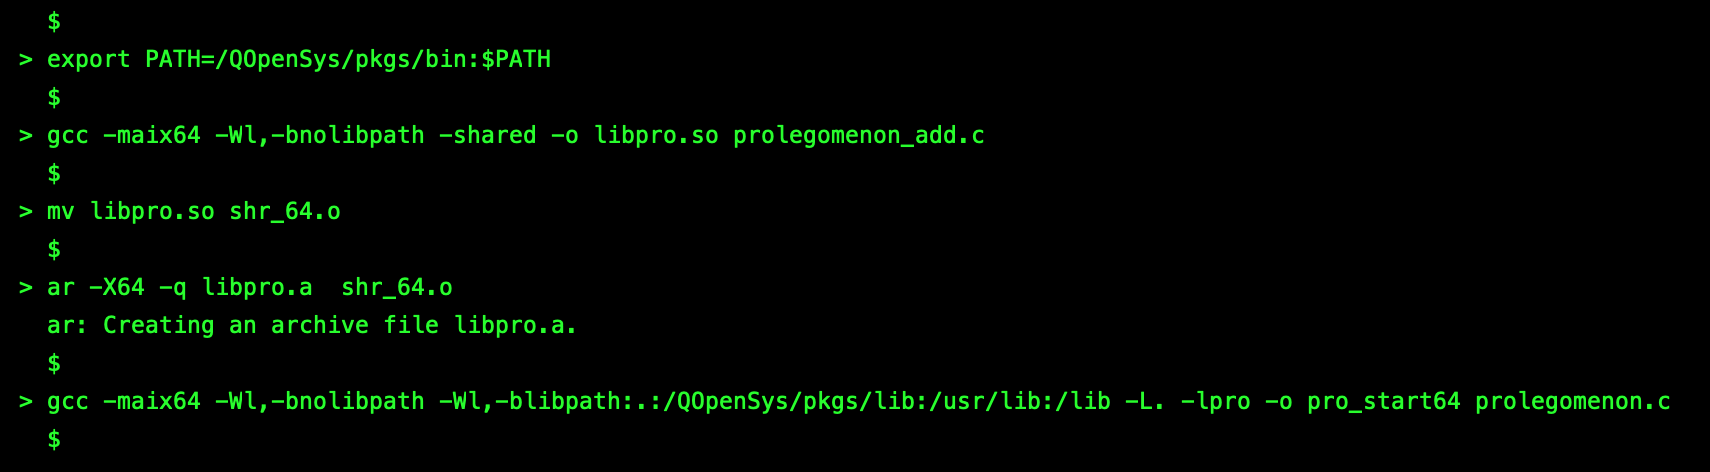 $
> export PATH=/QOpenSys/pkgs/bin:$PATH
$
> gcc -maix64 -Wl,-bnolibpath -shared -o libpro.so prolegomenon_add.c
$
> mv libpro.so shr_64.o
$
> ar -X64 -q libpro.a  shr_64.o
ar: Creating an archive file libpro.a.
$
> gcc -maix64 -Wl,-bnolibpath -Wl,-blibpath:.:/QOpenSys/pkgs/lib:/usr/lib:/lib -L. -lpro -o pro_start64 prolegomenon.c
$